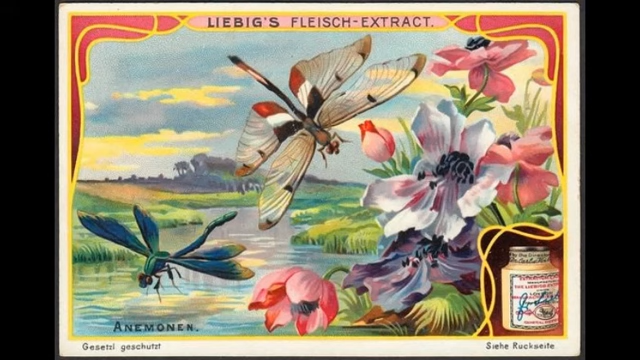 LIEBIG'S FLEISCH-EXTRACT.
ANEMONEN.
Gesetzl geschützt
Siehe Rückseite